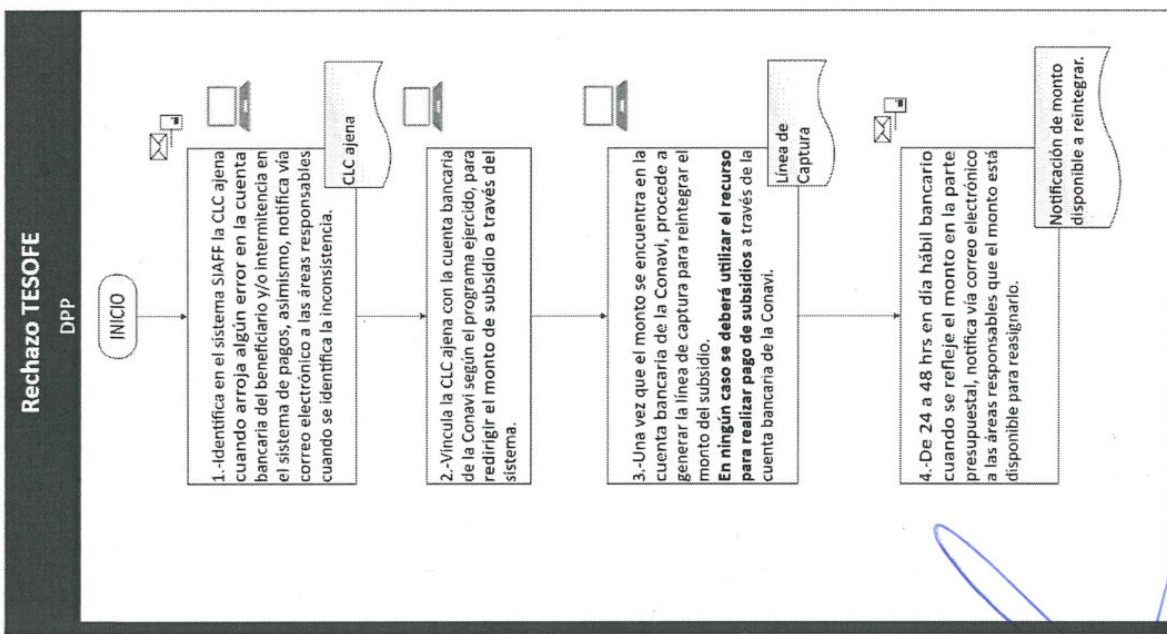 Rechazo TESOFE
DPP
INICIO
1.-Identifica en el sistema SIAFF la CLC ajena
cuando arroja algún error en la cuenta
bancaria del beneficiario y/o intermitencia en
el sistema de pagos, asimismo, notifica vía
correo electrónico a las áreas responsables
cuando se identifica la inconsistencia.
CLC ajena
2.-Vincula la CLC ajena con la cuenta bancaria
de la Conavi según el programa ejercido, para
redirigir el monto de subsidio a través del
sistema.
3.-Una vez que el monto se encuentra en la
cuenta bancaria de la Conavi, procede a
generar la línea de captura para reintegrar el
monto del subsidio.
En ningún caso se deberá utilizar el recurso
para realizar pago de subsidios a través de la
cuenta bancaria de la Conavi.
Línea de
Captura
4.-De 24 a 48 hrs en día hábil bancario
cuando se refleje el monto en la parte
presupuestal, notifica vía correo electrónico
a las áreas responsables que el monto está
disponible para reasignarlo.
Notificación de monto
disponible a reintegrar.